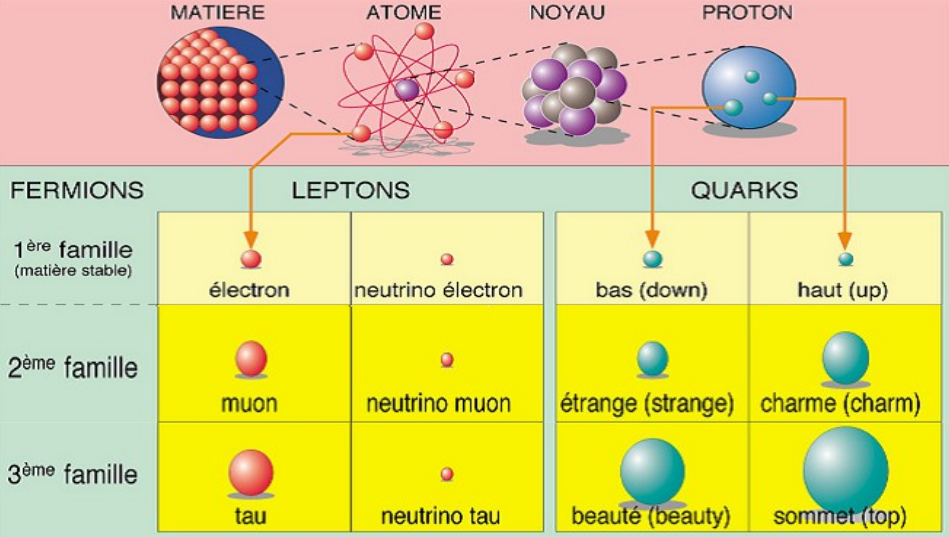 MATIERE ATOME NOYAU PROTON
FERMIONS LEPTONS QUARKS
1ère famille
(matière stable)
électron neutrino électron bas (down) haut (up)
2ème famille
muon neutrino muon étrange (strange) charme (charm)
3ème famille
tau neutrino tau beauté (beauty) sommet (top)